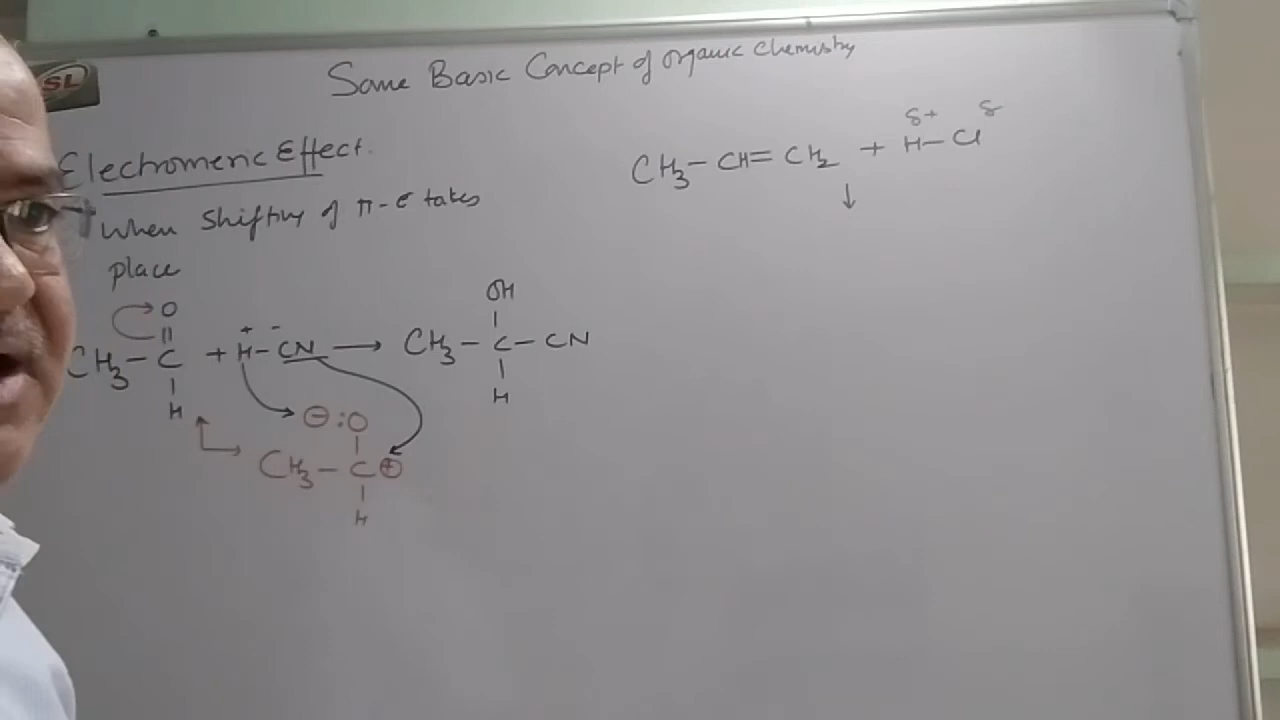 SL
Some Basic Concept of organic chemistry
Electromeric Effect.
When Shifting of π-e takes
place
O
||
CH3-C + H-CN → CH3-C-CN
+ -
|
H
OH
|
|
H
⊖:O
|
CH3-C⊕
|
H
CH3-CH=CH2 + H-Cl
δ+ δ
↓